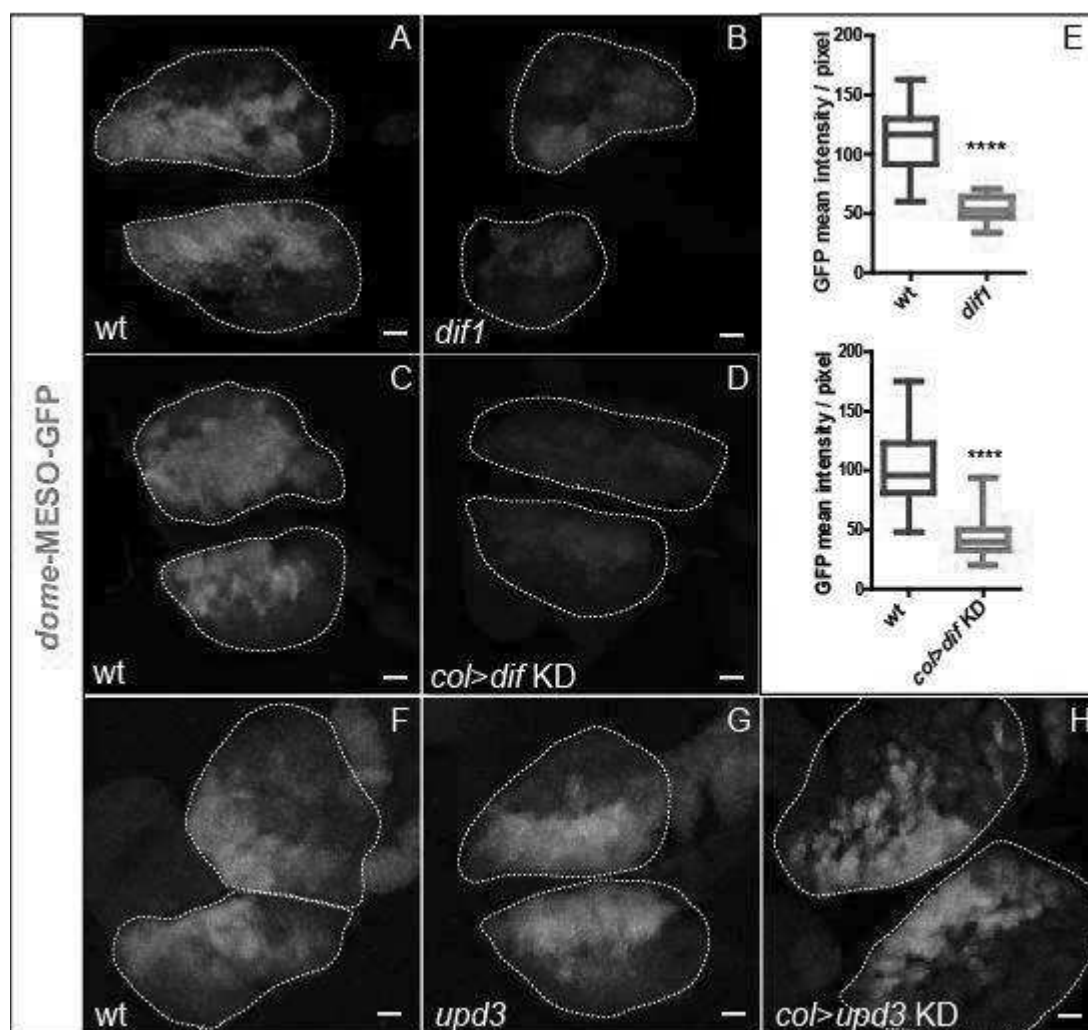 dome-MESO-GFP
A
wt
B
dif1
E
200
150
100
50
0
GFP mean intensity / pixel
****
wt
dif1
C
wt
D
col>dif KD
200
150
100
50
0
GFP mean intensity / pixel
****
wt
col>dif KD
F
wt
G
upd3
H
col>upd3 KD